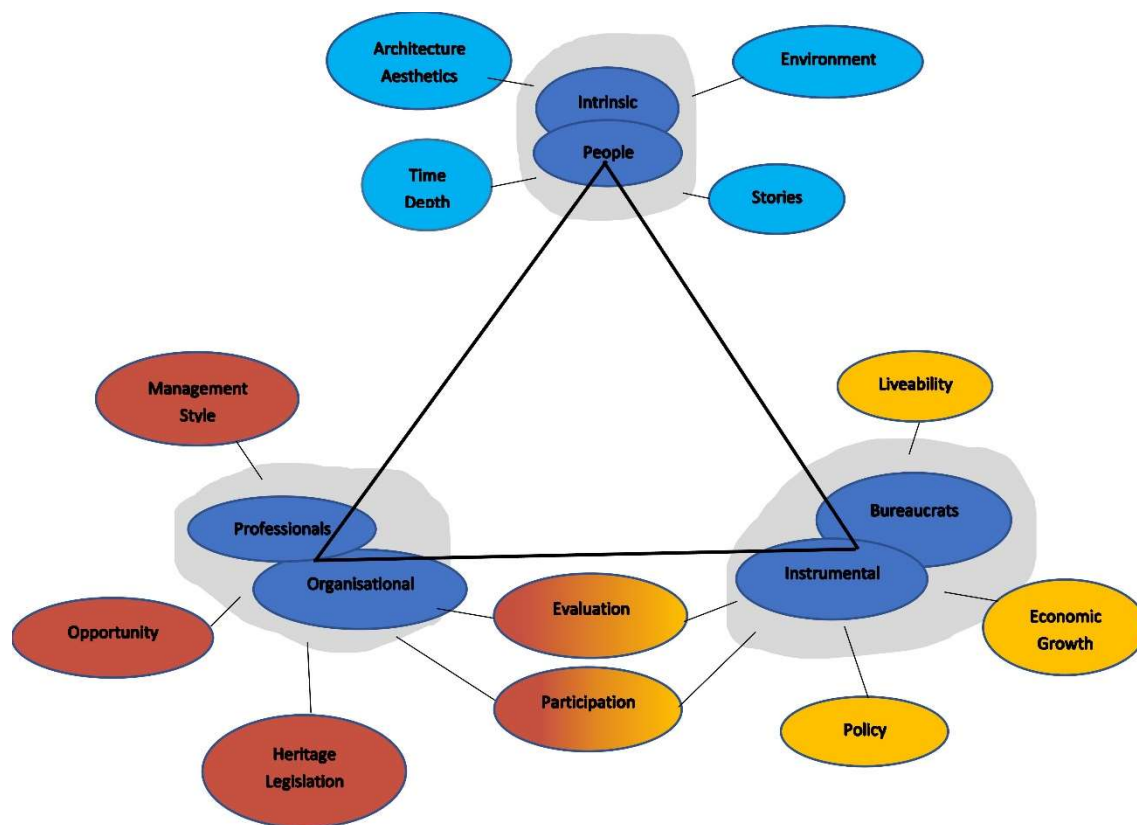 Architecture
Aesthetics
Environment
Intrinsic
People
Time
Depth
Stories
Management
Style
Liveability
Professionals
Bureaucrats
Organisational
Instrumental
Evaluation
Opportunity
Economic
Growth
Participation
Policy
Heritage
Legislation